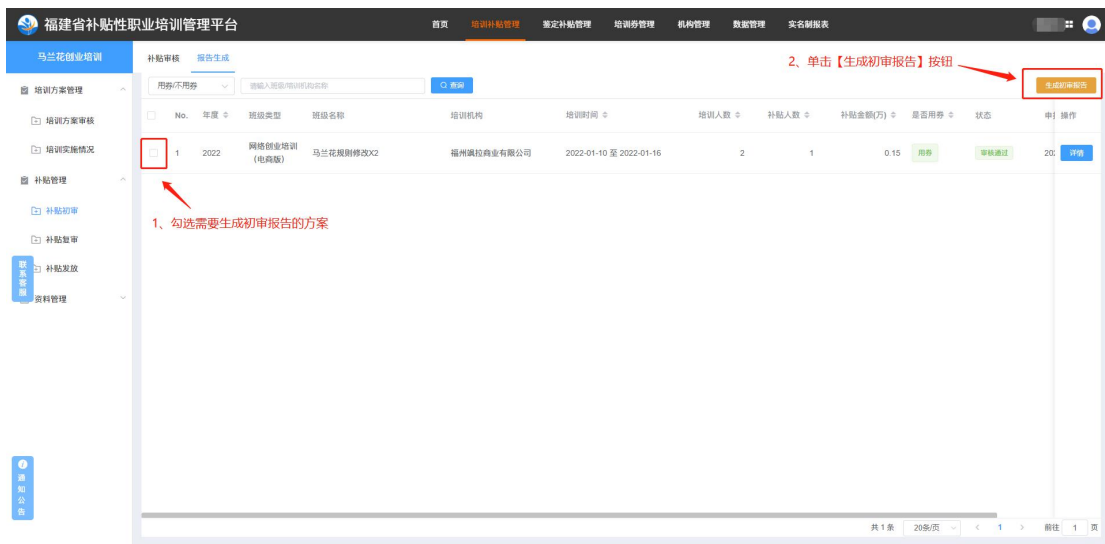 福建省补贴性职业培训管理平台
首页 培训补贴管理 鉴定补贴管理 培训券管理 机构管理 数据管理 实名制报表
马兰花创业培训
补贴审核 报告生成
2、单击【生成初审报告】按钮
培训方案管理
用券/不用券 请输入班级/培训机构名称 查询 生成初审报告
培训方案审核
No. 年度 班级类型 班级名称 培训机构 培训时间 培训人数 补贴人数 补贴金额(万) 是否用券 状态 操作
培训实施情况
1 2022 网络创业培训(电商版) 马兰花规则修改X2 福州飒拉商业有限公司 2022-01-10 至 2022-01-16 2 1 0.15 用券 审核通过 202 详情
补贴管理
补贴初审
1、勾选需要生成初审报告的方案
补贴复审
补贴发放
联系客服
资料管理
通知公告
共 1 条 20条/页 1 前往 1 页